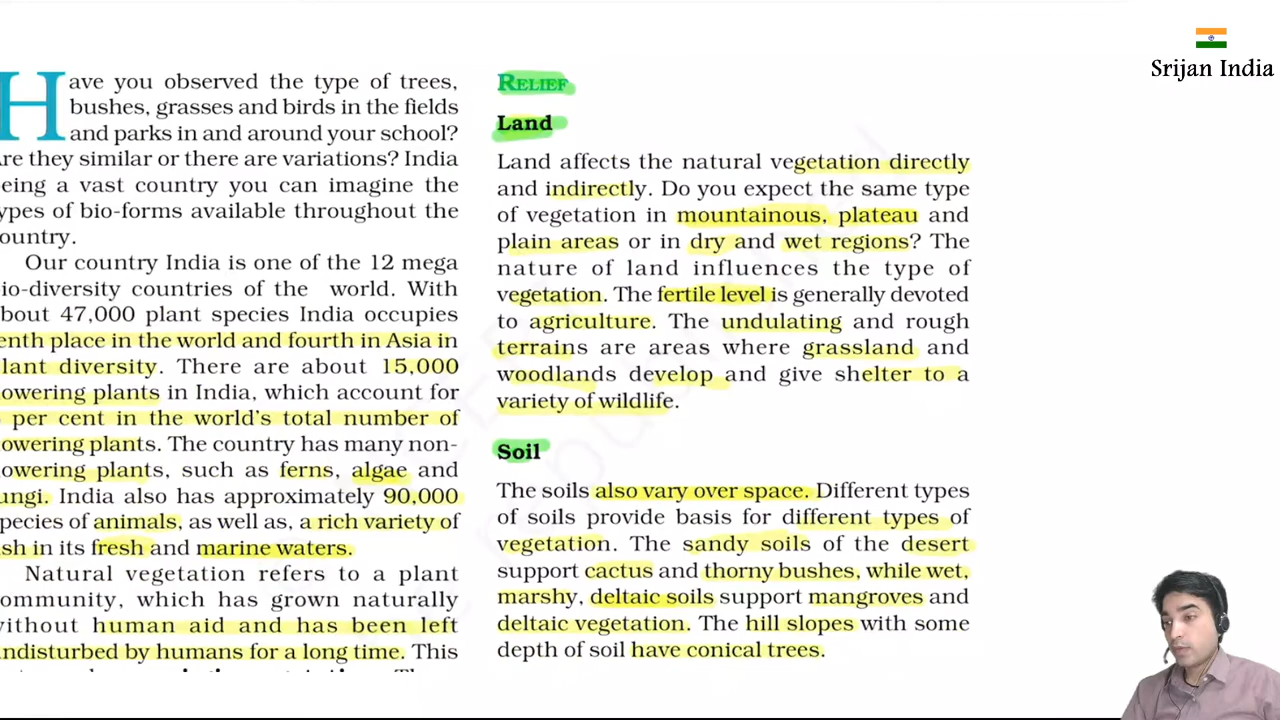 Srijan India
Have you observed the type of trees,
bushes, grasses and birds in the fields
and parks in and around your school?
re they similar or there are variations? India
eing a vast country you can imagine the
ypes of bio-forms available throughout the
ountry.
Our country India is one of the 12 mega
io-diversity countries of the world. With
bout 47,000 plant species India occupies
enth place in the world and fourth in Asia in
lant diversity. There are about 15,000
owering plants in India, which account for
per cent in the world's total number of
owering plants. The country has many non-
owering plants, such as ferns, algae and
ungi. India also has approximately 90,000
pecies of animals, as well as, a rich variety of
sh in its fresh and marine waters.
Natural vegetation refers to a plant
ommunity, which has grown naturally
without human aid and has been left
ndisturbed by humans for a long time. This
RELIEF
Land
Land affects the natural vegetation directly
and indirectly. Do you expect the same type
of vegetation in mountainous, plateau and
plain areas or in dry and wet regions? The
nature of land influences the type of
vegetation. The fertile level is generally devoted
to agriculture. The undulating and rough
terrains are areas where grassland and
woodlands develop and give shelter to a
variety of wildlife.
Soil
The soils also vary over space. Different types
of soils provide basis for different types of
vegetation. The sandy soils of the desert
support cactus and thorny bushes, while wet,
marshy, deltaic soils support mangroves and
deltaic vegetation. The hill slopes with some
depth of soil have conical trees.